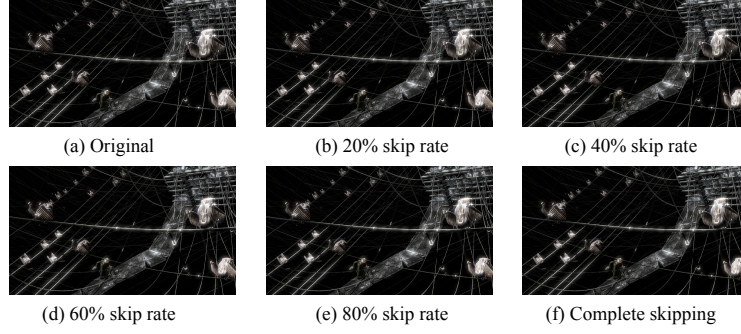 (a) Original
(b) 20% skip rate
(c) 40% skip rate
(d) 60% skip rate
(e) 80% skip rate
(f) Complete skipping